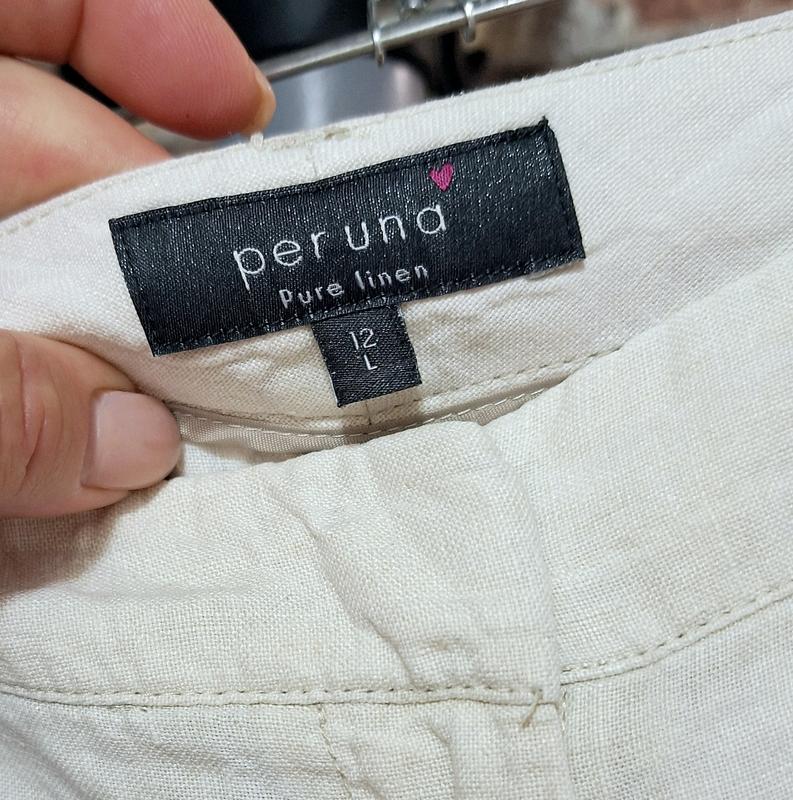 per una
Pure linen
12
L